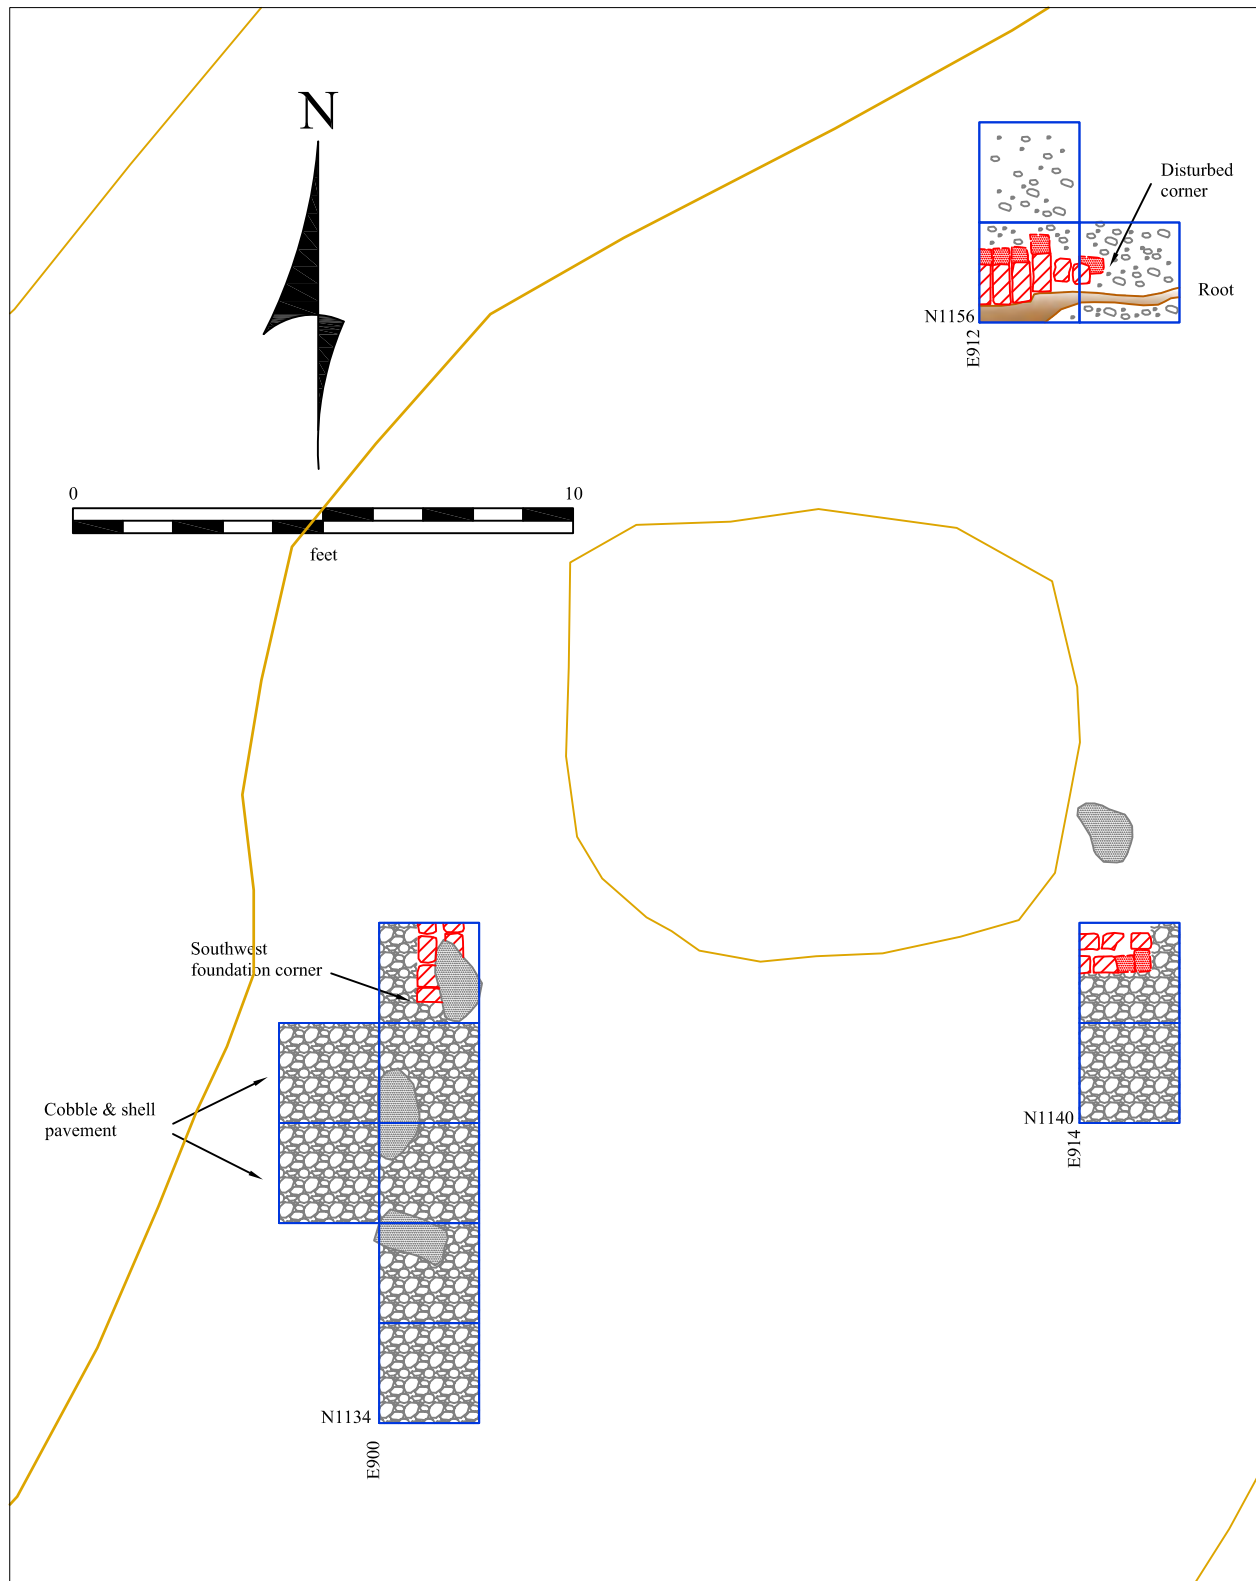 N
Disturbed
corner
Root
N1156
E912
0 10
feet
Southwest
foundation corner
Cobble & shell
pavement
N1140
E914
N1134
E900